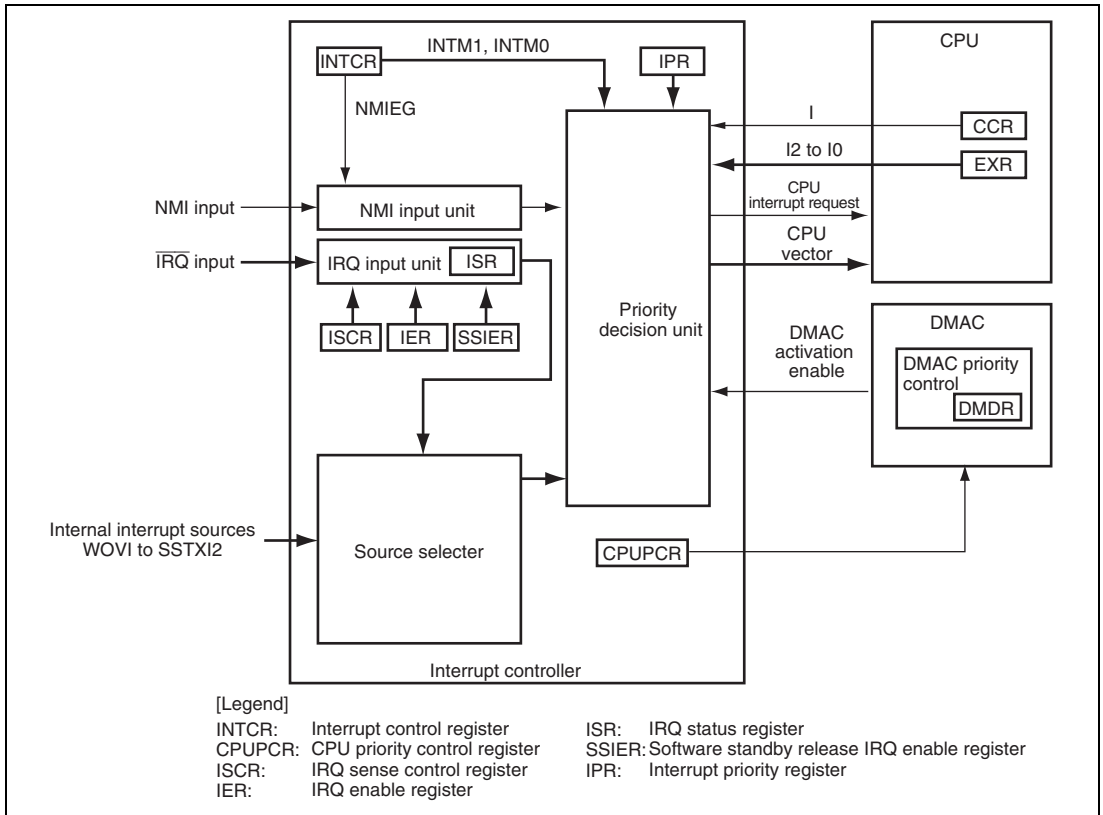 INTM1, INTM0
CPU
INTCR
IPR
NMIEG
I
CCR
I2 to I0
EXR
CPU
interrupt request
NMI input
NMI input unit
CPU
vector
IRQ input
IRQ input unit
ISR
Priority
decision unit
DMAC
ISCR
IER
SSIER
DMAC
activation
enable
DMAC priority
control
DMDR
Internal interrupt sources
WOVI to SSTXI2
Source selecter
CPUPCR
Interrupt controller
[Legend]
INTCR: Interrupt control register
CPUPCR: CPU priority control register
ISCR: IRQ sense control register
IER: IRQ enable register
ISR: IRQ status register
SSIER: Software standby release IRQ enable register
IPR: Interrupt priority register